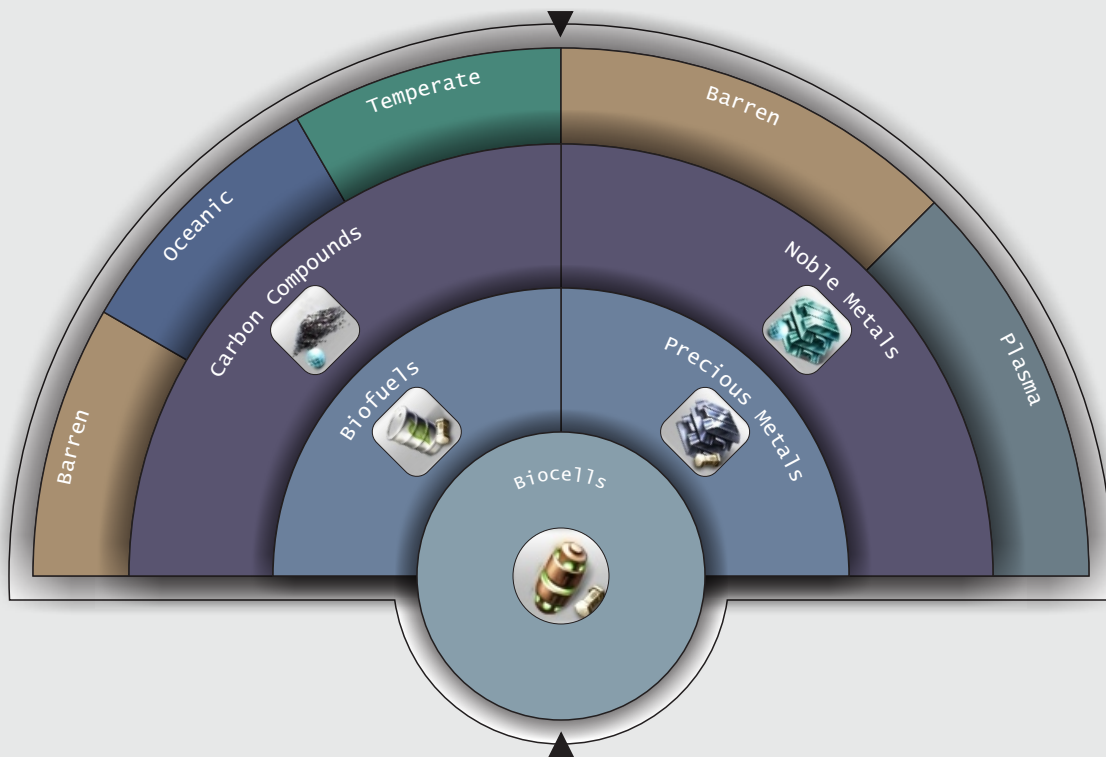 Temperate
Barren
Oceanic
Carbon Compounds
Noble Metals
Plasma
Barren
Biofuels
Precious Metals
Biocells